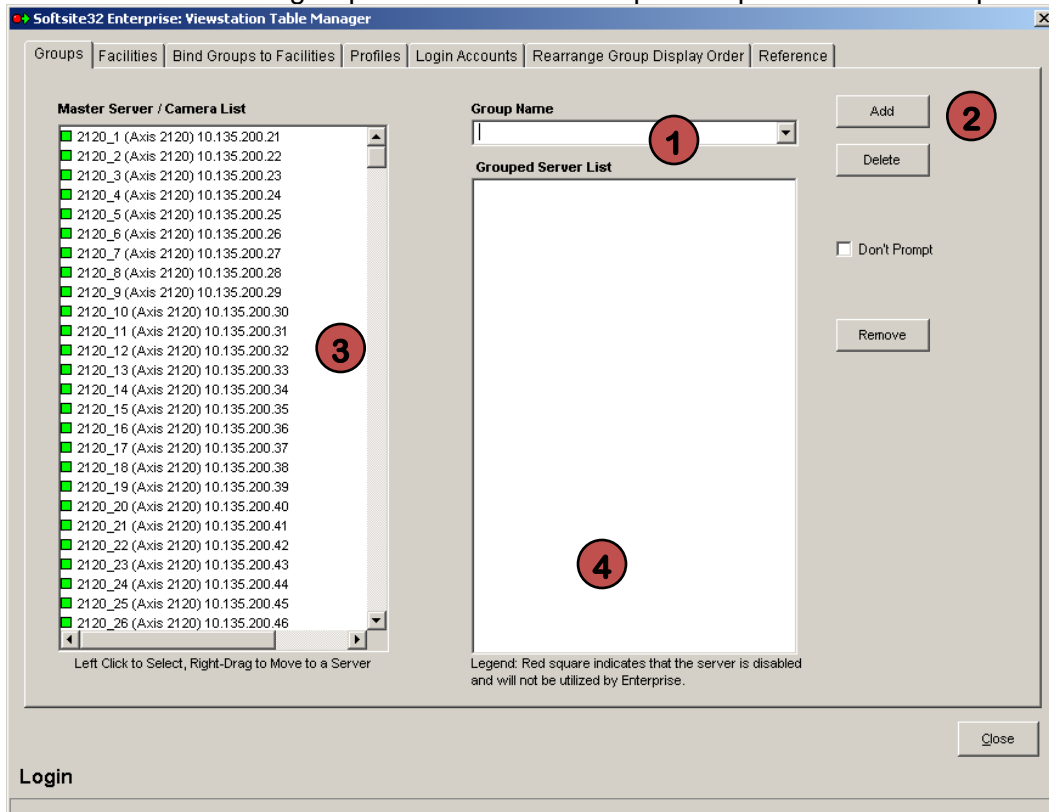 Softsite32 Enterprise: Viewstation Table Manager
Groups Facilities Bind Groups to Facilities Profiles Login Accounts Rearrange Group Display Order Reference
Master Server / Camera List
2120_1 (Axis 2120) 10.135.200.21
2120_2 (Axis 2120) 10.135.200.22
2120_3 (Axis 2120) 10.135.200.23
2120_4 (Axis 2120) 10.135.200.24
2120_5 (Axis 2120) 10.135.200.25
2120_6 (Axis 2120) 10.135.200.26
2120_7 (Axis 2120) 10.135.200.27
2120_8 (Axis 2120) 10.135.200.28
2120_9 (Axis 2120) 10.135.200.29
2120_10 (Axis 2120) 10.135.200.30
2120_11 (Axis 2120) 10.135.200.31
2120_12 (Axis 2120) 10.135.200.32
2120_13 (Axis 2120) 10.135.200.33
2120_14 (Axis 2120) 10.135.200.34
2120_15 (Axis 2120) 10.135.200.35
2120_16 (Axis 2120) 10.135.200.36
2120_17 (Axis 2120) 10.135.200.37
2120_18 (Axis 2120) 10.135.200.38
2120_19 (Axis 2120) 10.135.200.39
2120_20 (Axis 2120) 10.135.200.40
2120_21 (Axis 2120) 10.135.200.41
2120_22 (Axis 2120) 10.135.200.42
2120_23 (Axis 2120) 10.135.200.43
2120_24 (Axis 2120) 10.135.200.44
2120_25 (Axis 2120) 10.135.200.45
2120_26 (Axis 2120) 10.135.200.46
3
Left Click to Select, Right-Drag to Move to a Server
Group Name
1
Grouped Server List
4
Legend: Red square indicates that the server is disabled
and will not be utilized by Enterprise.
Add
2
Delete
Don't Prompt
Remove
Close
Login